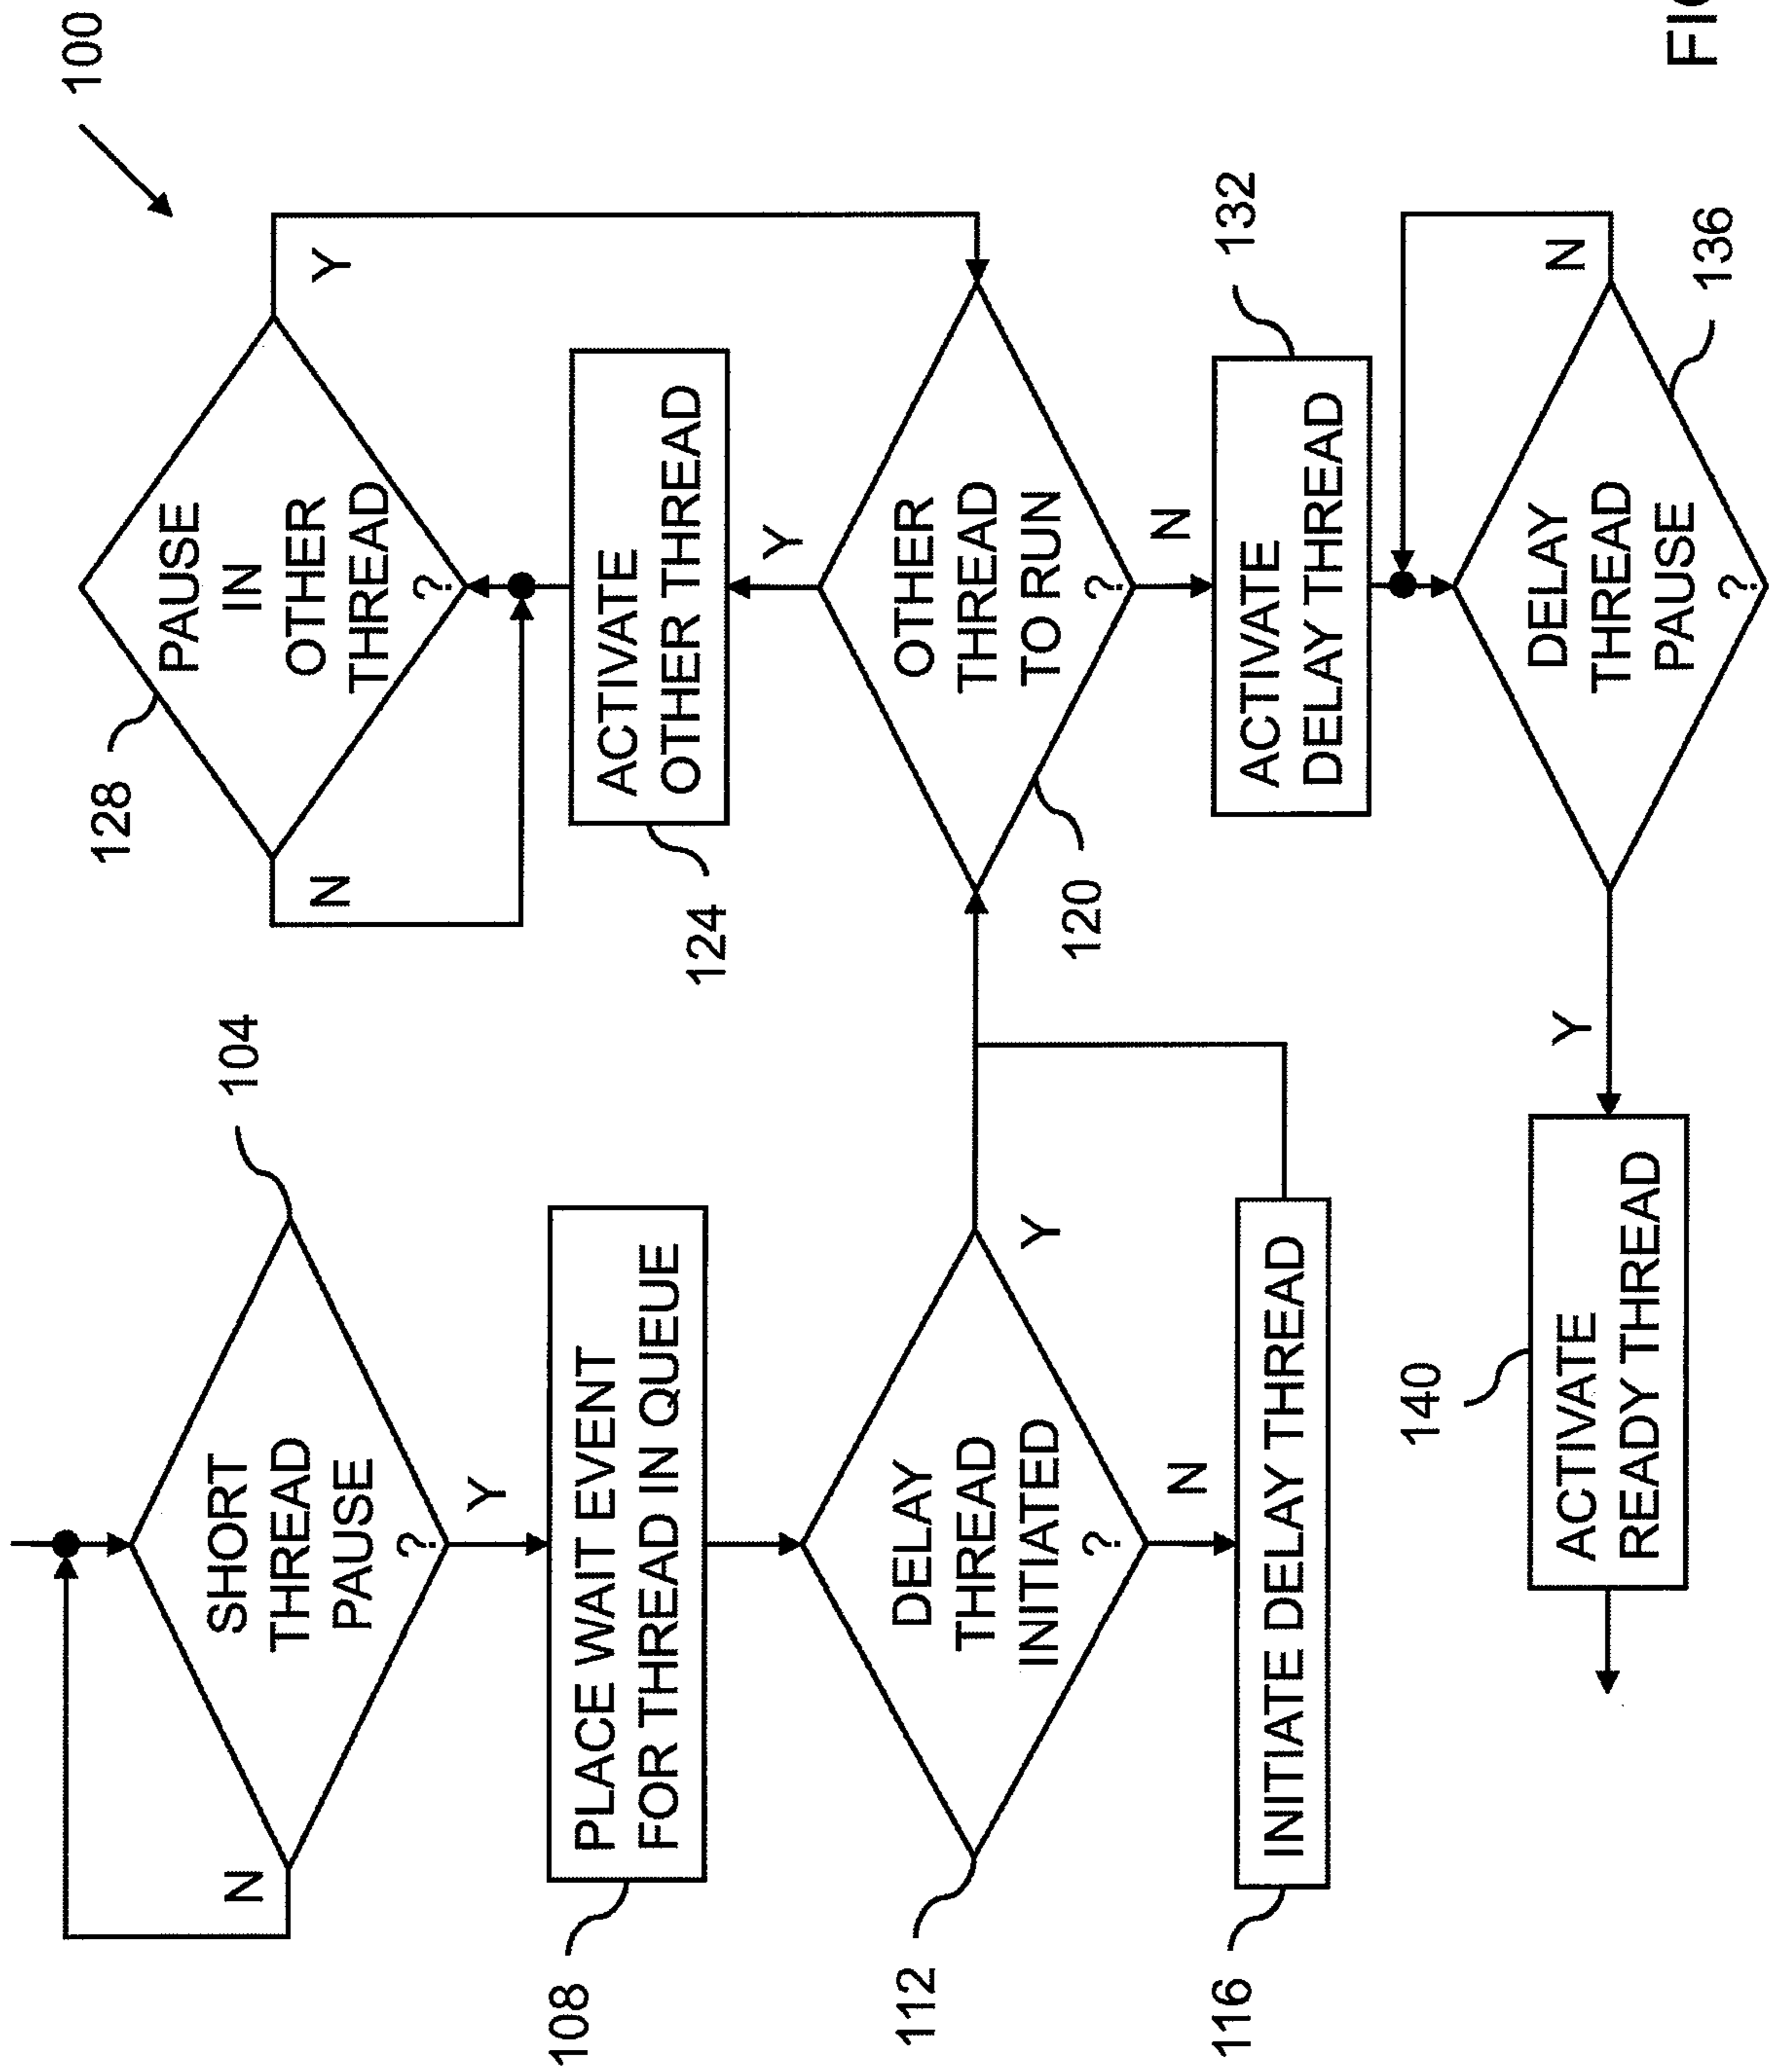 100
SHORT
THREAD
PAUSE
?
104
N
Y
PLACE WAIT EVENT
FOR THREAD IN QUEUE
108
DELAY
THREAD
INITIATED
?
112
Y
N
INITIATE DELAY THREAD
116
PAUSE
IN
OTHER
THREAD
?
128
N
Y
ACTIVATE
OTHER THREAD
124
Y
OTHER
THREAD
TO RUN
?
120
N
ACTIVATE
DELAY THREAD
132
DELAY
THREAD
PAUSE
?
136
N
Y
ACTIVATE
READY THREAD
140